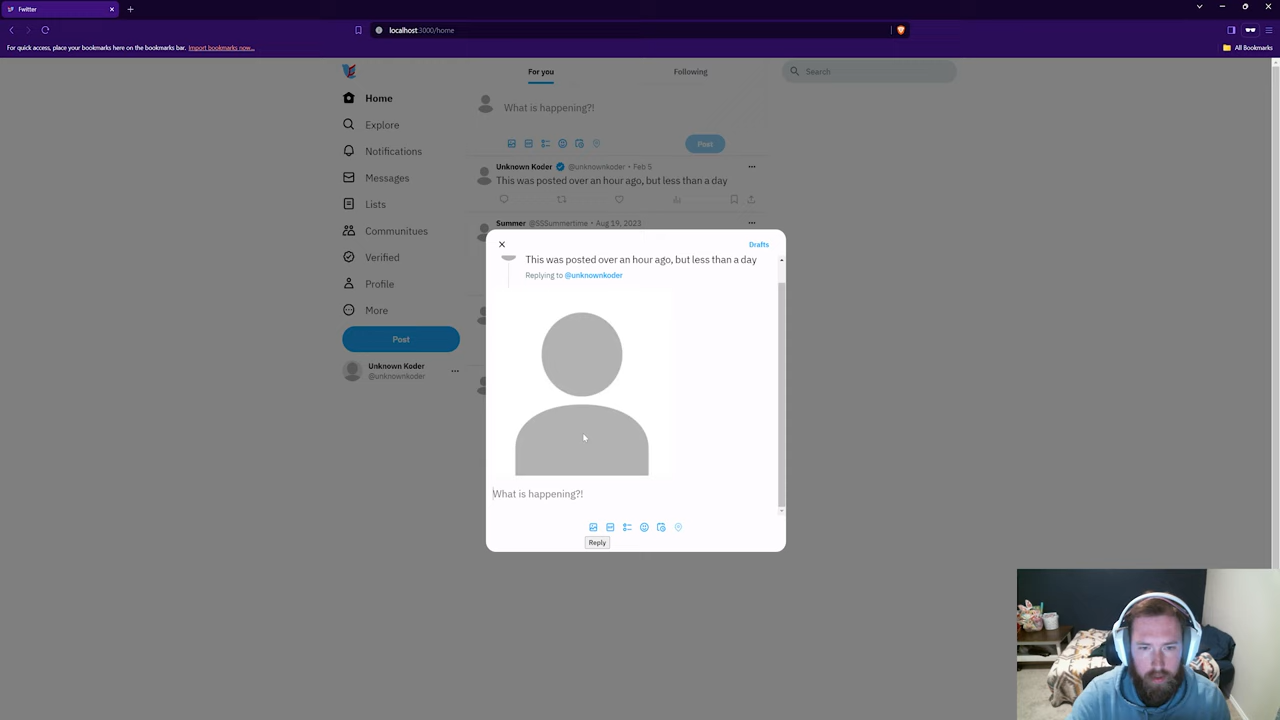 Fwitter
localhost:3000/home
For quick access, place your bookmarks here on the bookmarks bar. Import bookmarks now...
All Bookmarks
For you
Following
Search
Home
What is happening?!
Explore
Post
Notifications
Unknown Koder @unknownkoder • Feb 5
This was posted over an hour ago, but less than a day
Messages
Lists
Summer @SSSummertime • Aug 19, 2023
Communitues
Verified
Profile
More
Post
Unknown Koder
@unknownkoder
Drafts
This was posted over an hour ago, but less than a day
Replying to @unknownkoder
What is happening?!
Reply